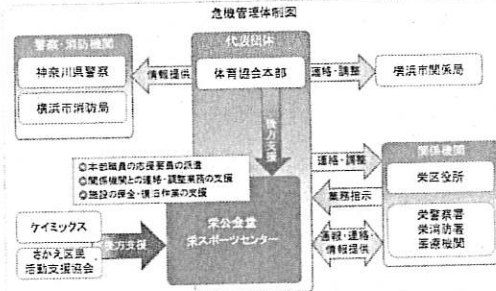 危機管理体制図
警察・消防機関
神奈川県警察
横浜市消防局
情報提供
代表団体
体育協会本部
連絡・調整
横浜市関係局
後方支援
◎本部職員の応援要員の派遣
◎関係機関との連絡・調整業務の支援
◎施設の保全・復旧作業の支援
連絡・調整
業務指示
通報・連絡・
情報提供
関係機関
栄区役所
栄警察署
栄消防署
医療機関
ケイミックス
さかえ区民
活動支援協会
後方支援
栄公会堂
栄スポーツセンター